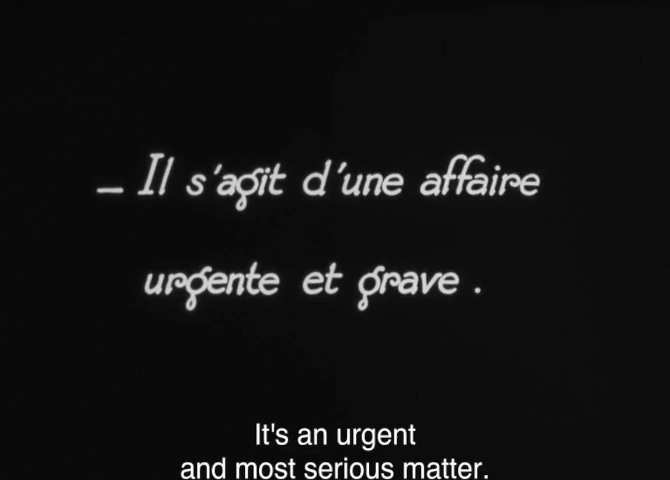 — Il s'agit d'une affaire
urgente et grave .
It's an urgent
and most serious matter.